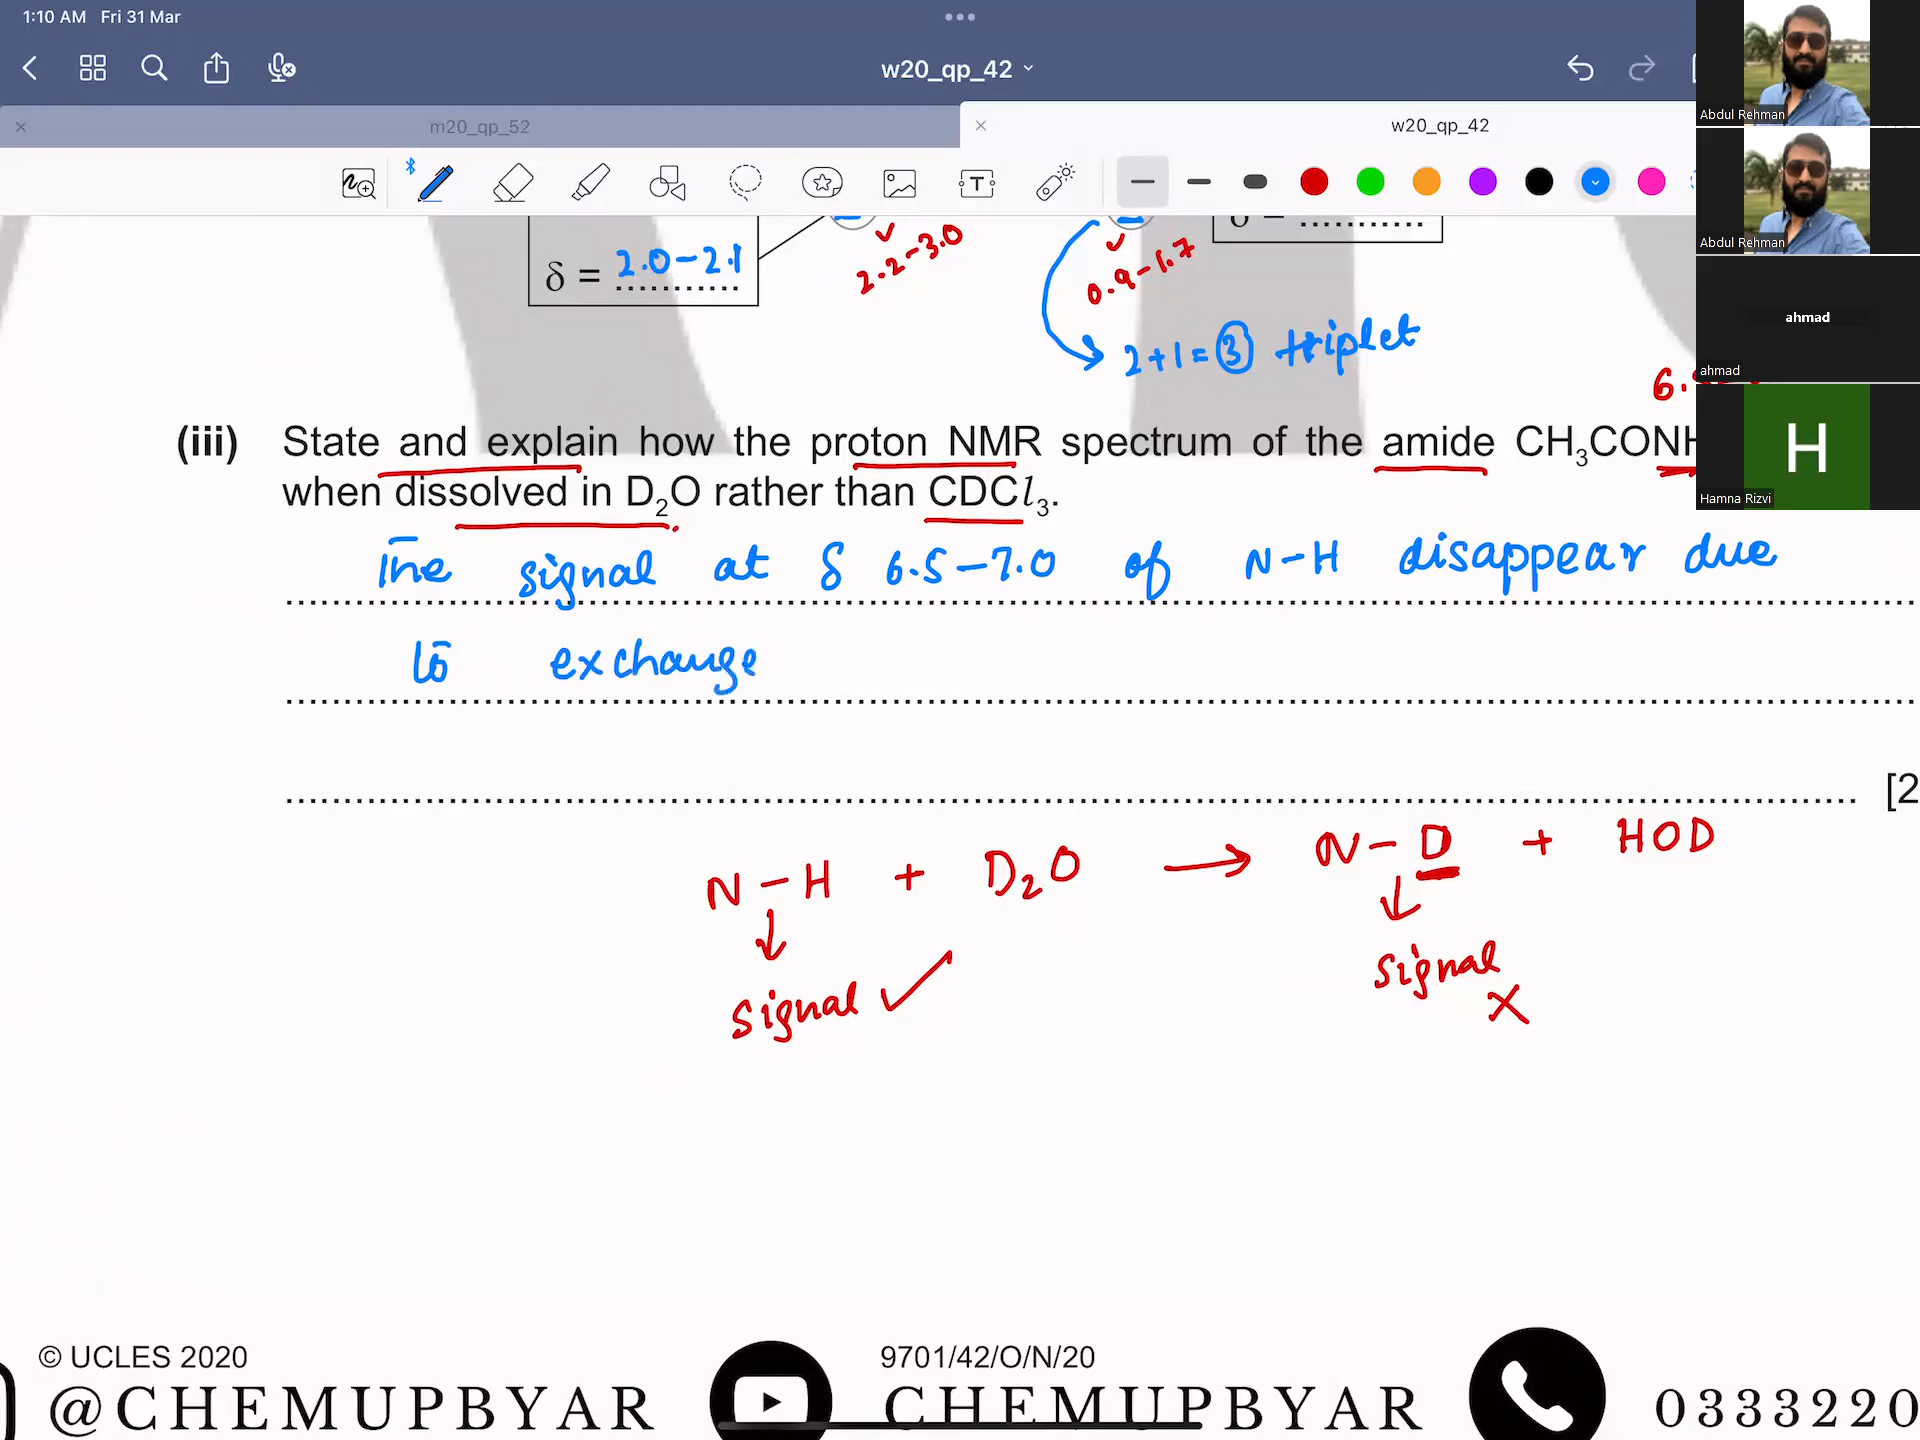 1:10 AM Fri 31 Mar
w20_qp_42
m20_qp_52
w20_qp_42
Abdul Rehman
Abdul Rehman
ahmad
ahmad
H
Hamna Rizvi
δ = 2.0-2.1
2.2-3.0
0.9-1.7
δ =
2+1=3 triplet
(iii) State and explain how the proton NMR spectrum of the amide CH₃CONH
when dissolved in D₂O rather than CDCl₃.
The signal at δ 6.5-7.0 of N-H disappear due
to exchange
[2
N-H + D₂O → N-D + HOD
signal ✓
signal X
© UCLES 2020
9701/42/O/N/20
@CHEMUPBYAR
CHEMUPBYAR
0333220